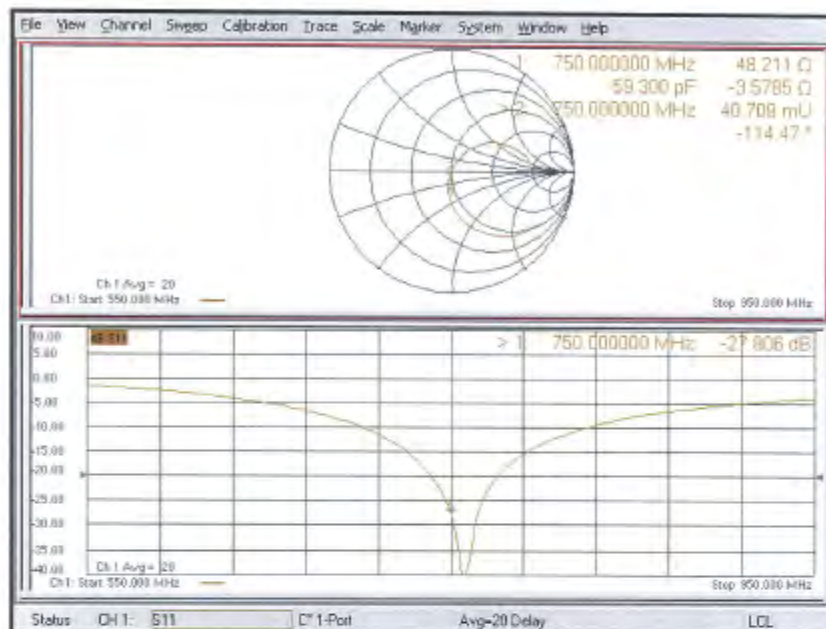 File View Channel Sweep Calibration Trace Scale Marker System Window Help
1 750.000000 MHz 48.211 Ω
59.300 pF -3.5785 Ω
750.000000 MHz 40.709 mU
-114.47 °
Ch 1 Avg = 20
Ch1: Start 550.000 MHz
Stop 950.000 MHz
10.00
5.00
0.00
-5.00
-10.00
-15.00
-20.00
-25.00
-30.00
-35.00
-40.00
S11
> 1 750.000000 MHz -27.806 dB
Ch 1 Avg = 20
Ch1: Start 550.000 MHz
Stop 950.000 MHz
Status CH 1: S11 C* 1-Port Avg=20 Delay LCL